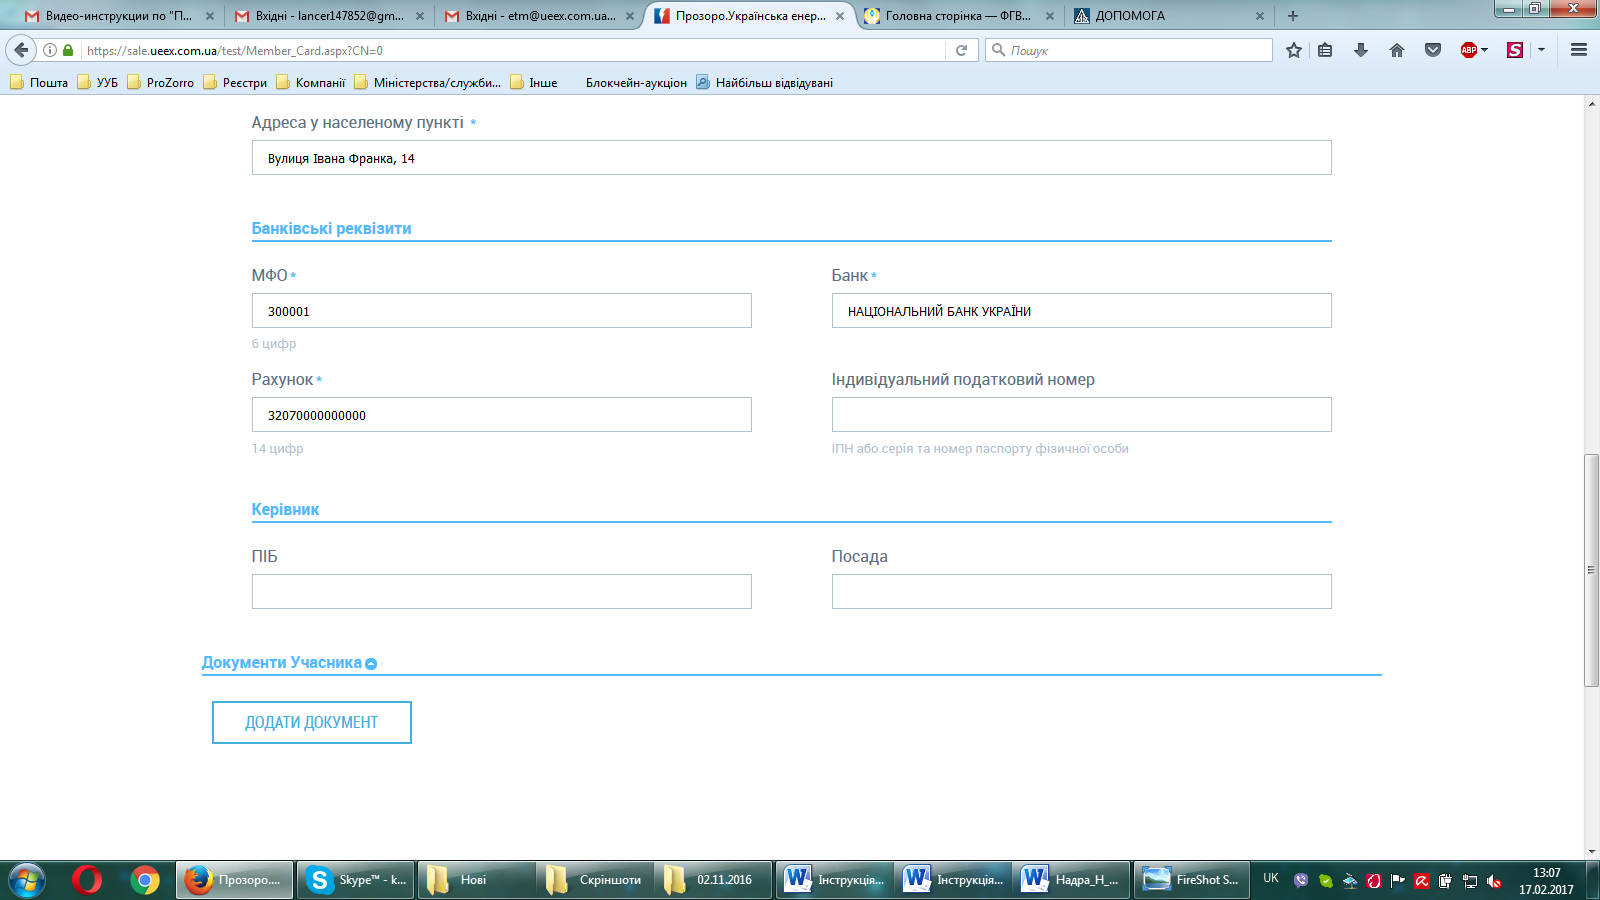 Видео-инструкции по "П...
Вхідні - lancer147852@gm...
Вхідні - etm@ueex.com.ua...
Прозоро.Українська енер...
Головна сторінка — ФГВ...
ДОПОМОГА
https://sale.ueex.com.ua/test/Member_Card.aspx?CN=0
Пошук
ABP
S
Пошта
УУБ
ProZorro
Реєстри
Компанії
Міністерства/служби...
Інше
Блокчейн-аукціон
Найбільш відвідувані
Адреса у населеному пункті *
Вулиця Івана Франка, 14
Банківські реквізити
МФО *
Банк *
300001
НАЦІОНАЛЬНИЙ БАНК УКРАЇНИ
6 цифр
Рахунок *
Індивідуальний податковий номер
32070000000000
14 цифр
ІПН або серія та номер паспорту фізичної особи
Керівник
ПІБ
Посада
Документи Учасника
ДОДАТИ ДОКУМЕНТ
Прозоро....
Skype™ - к...
Нові
Скріншоти
02.11.2016
Інструкція...
Інструкція...
Надра_Н_...
FireShot S...
UK
13:07
17.02.2017